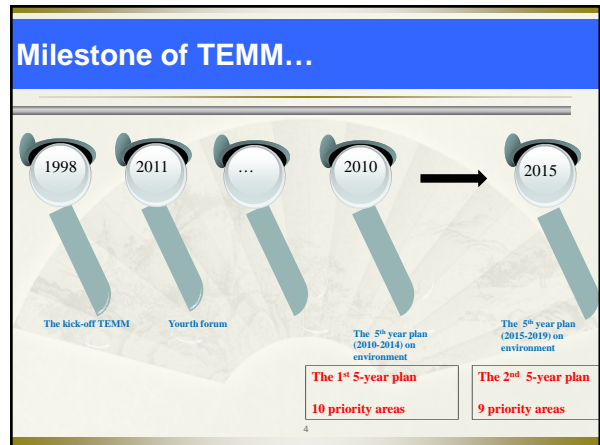 Milestone of TEMM…
1998
2011
…
2010
2015
The kick-off TEMM
Yourth forum
The 5th year plan
(2010-2014) on
environment
The 5th year plan
(2015-2019) on
environment
The 1st 5-year plan
10 priority areas
The 2nd 5-year plan
9 priority areas
4